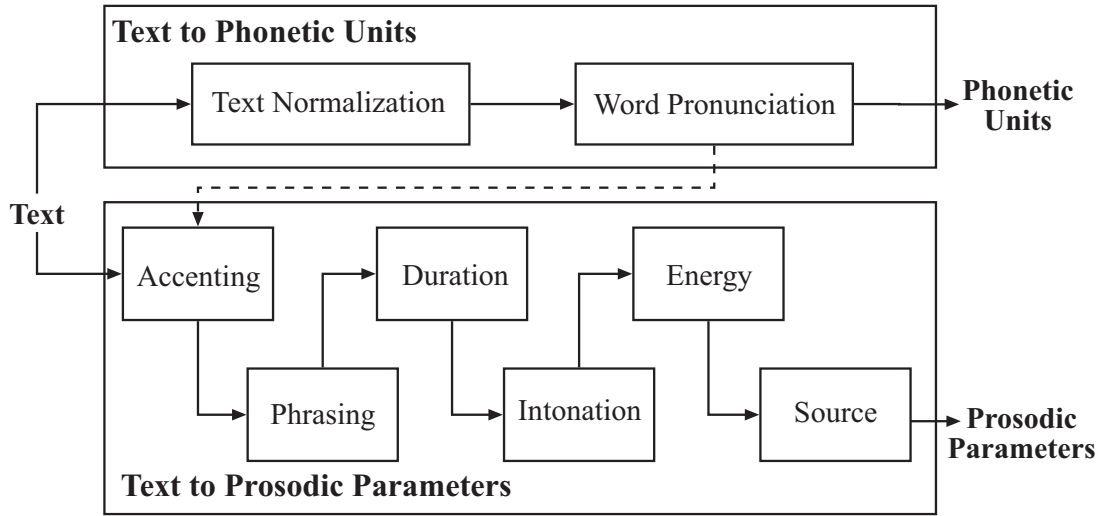 Text to Phonetic Units
Text Normalization
Word Pronunciation
Phonetic
Units
Text
Accenting
Duration
Energy
Phrasing
Intonation
Source
Prosodic
Parameters
Text to Prosodic Parameters